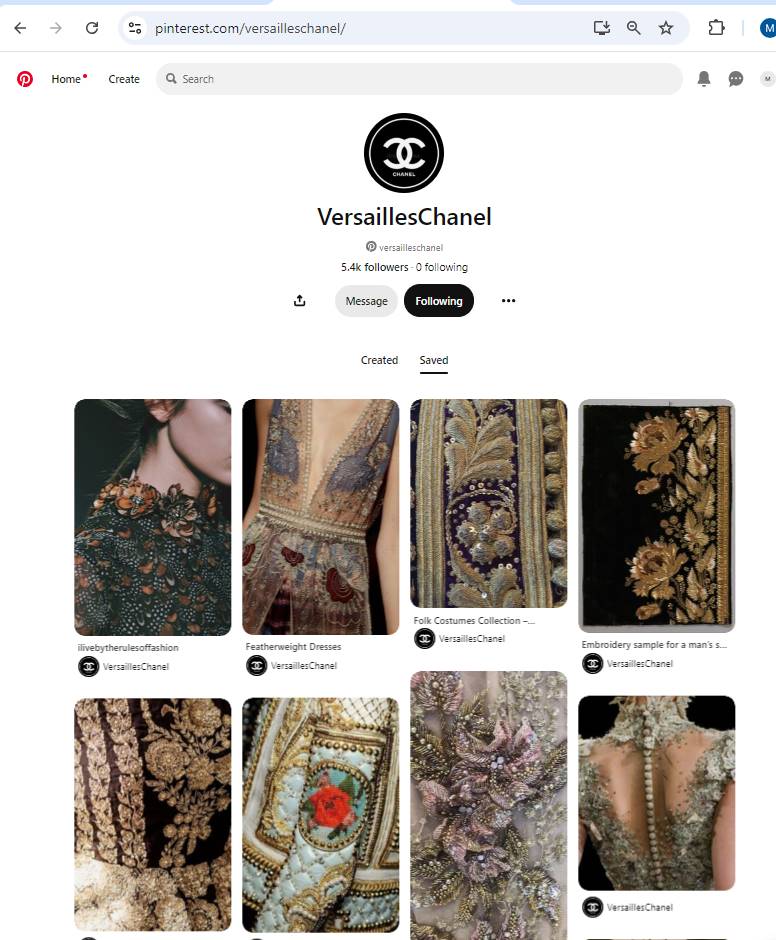 pinterest.com/versailleschanel/
M
Home
Create
Search
M
CHANEL
VersaillesChanel
versailleschanel
5.4k followers · 0 following
Message
Following
Created
Saved
ilivebytherulesoffashion
VersaillesChanel
Featherweight Dresses
VersaillesChanel
Folk Costumes Collection –...
VersaillesChanel
Embroidery sample for a man's s...
VersaillesChanel
VersaillesChanel